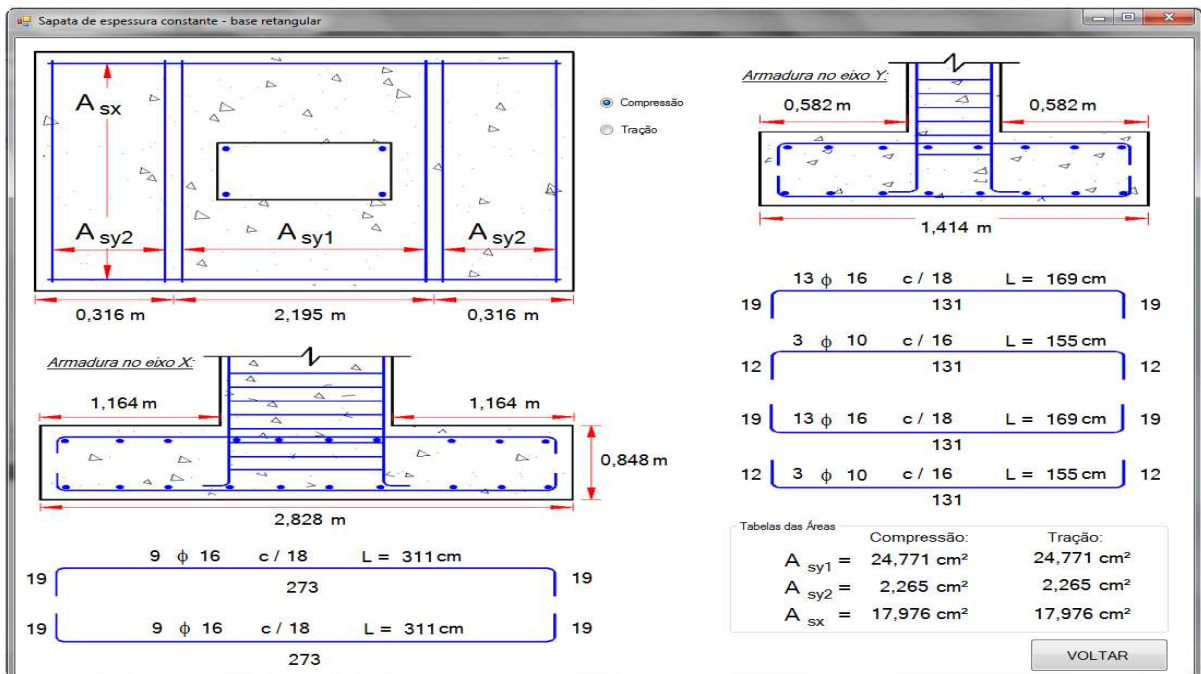 Sapata de espessura constante - base retangular
A sx
A sy2
A sy1
A sy2
0,316 m
2,195 m
0,316 m
Compressão
Tração
Armadura no eixo Y:
0,582 m
0,582 m
1,414 m
Armadura no eixo X:
1,164 m
1,164 m
0,848 m
2,828 m
9 ϕ 16 c / 18 L = 311 cm
19
19
273
9 ϕ 16 c / 18 L = 311 cm
19
19
273
13 ϕ 16 c / 18 L = 169 cm
19
131
19
3 ϕ 10 c / 16 L = 155 cm
12
131
12
19
13 ϕ 16 c / 18 L = 169 cm
19
131
12
3 ϕ 10 c / 16 L = 155 cm
12
131
Tabelas das Áreas
Compressão: Tração:
A sy1 = 24,771 cm² 24,771 cm²
A sy2 = 2,265 cm² 2,265 cm²
A sx = 17,976 cm² 17,976 cm²
VOLTAR